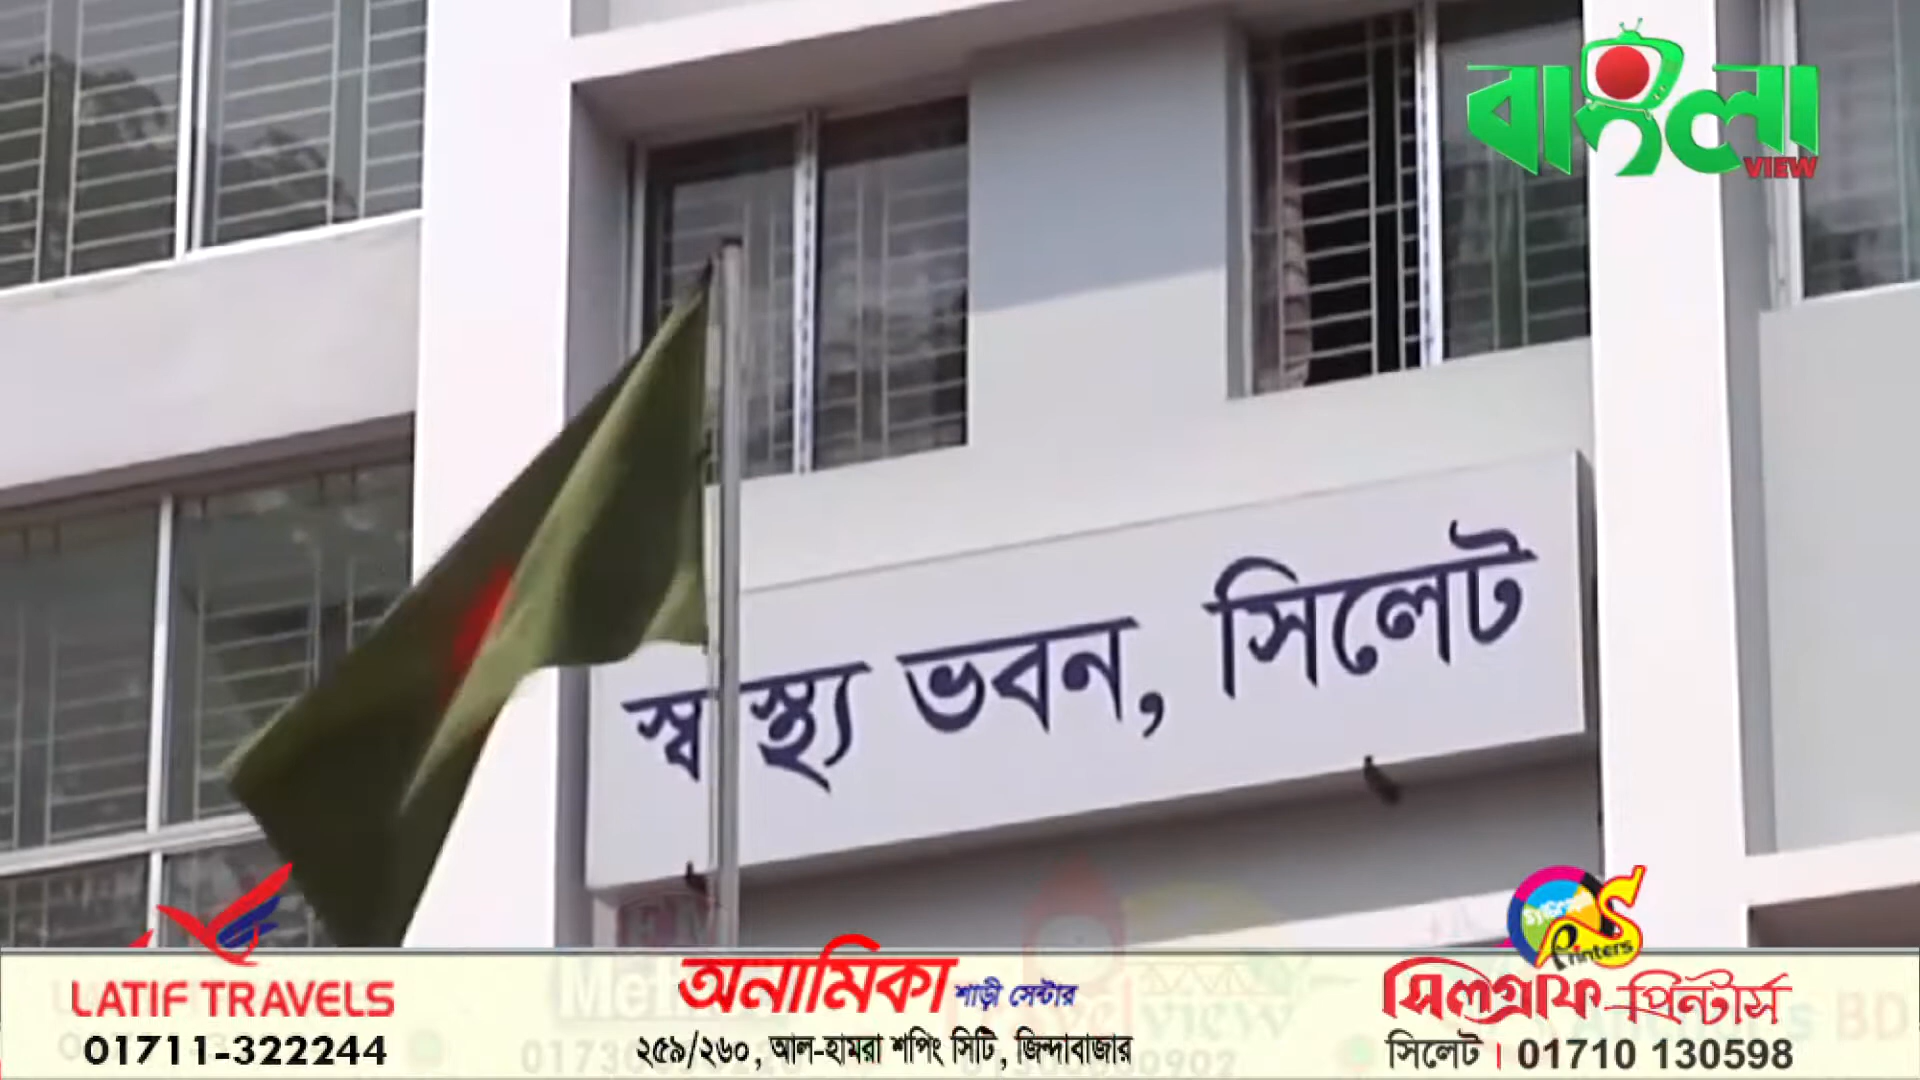 বাংলা
VIEW
স্বাস্থ্য ভবন, সিলেট
LATIF TRAVELS
01711-322244
অনামিকা শাড়ী সেন্টার
২৫৯/২৬০, আল-হামরা শপিং সিটি, জিন্দাবাজার
Printers
সিলগ্রাফ প্রিন্টার্স
সিলেট | 01710 130598